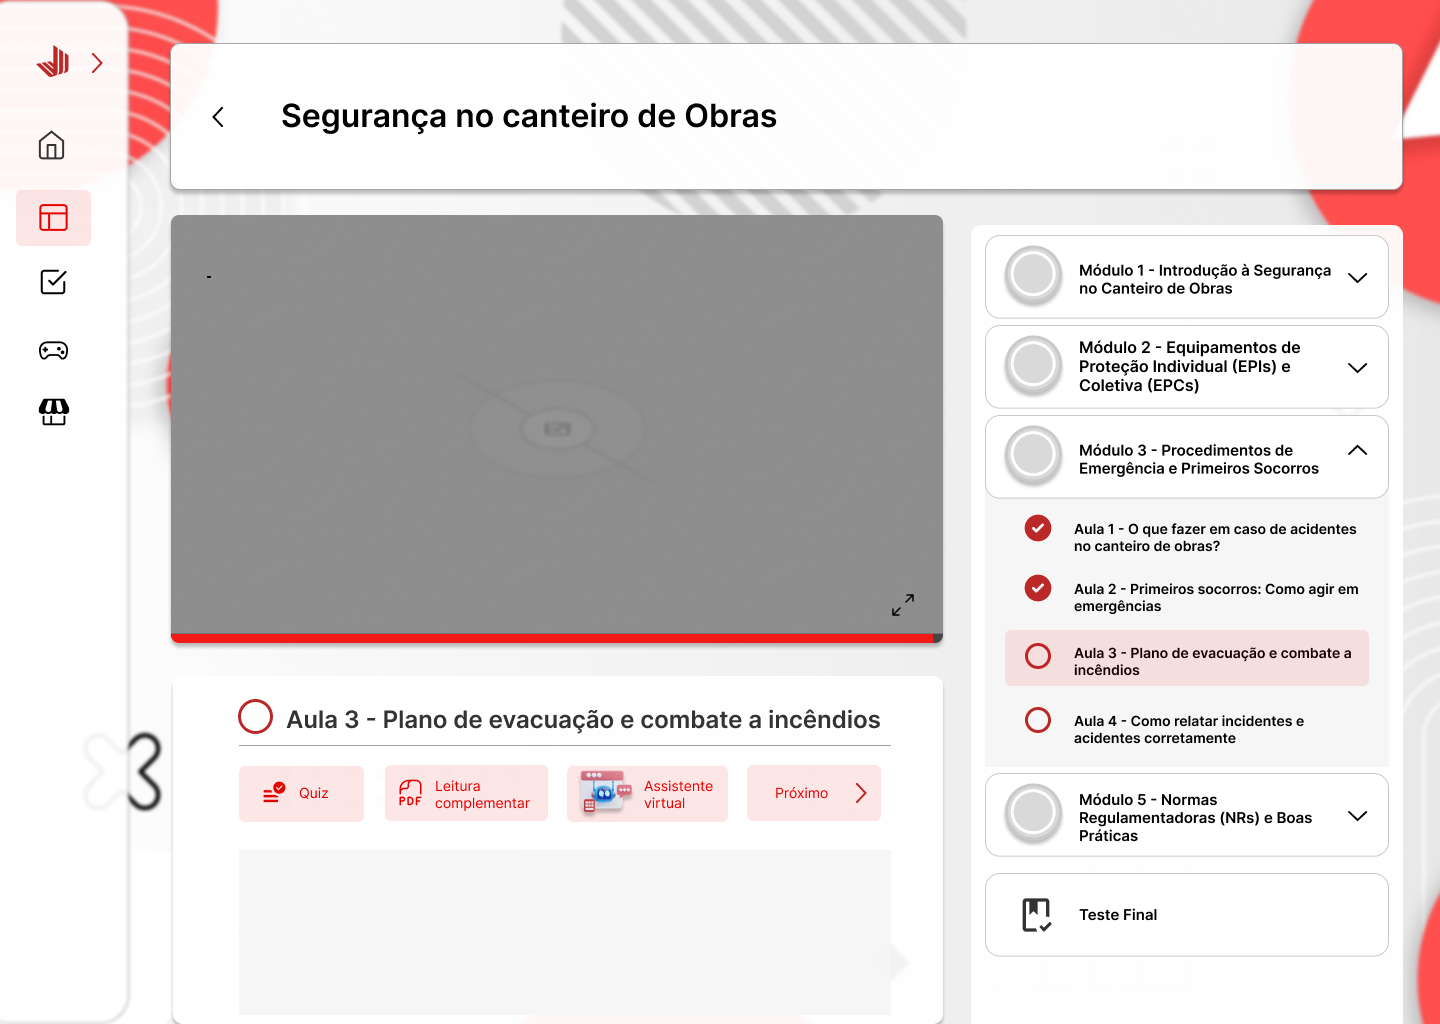 Segurança no canteiro de Obras
-
Aula 3 - Plano de evacuação e combate a incêndios
Quiz
PDF
Leitura
complementar
Assistente
virtual
Próximo
Módulo 1 - Introdução à Segurança
no Canteiro de Obras
Módulo 2 - Equipamentos de
Proteção Individual (EPIs) e
Coletiva (EPCs)
Módulo 3 - Procedimentos de
Emergência e Primeiros Socorros
Aula 1 - O que fazer em caso de acidentes
no canteiro de obras?
Aula 2 - Primeiros socorros: Como agir em
emergências
Aula 3 - Plano de evacuação e combate a
incêndios
Aula 4 - Como relatar incidentes e
acidentes corretamente
Módulo 5 - Normas
Regulamentadoras (NRs) e Boas
Práticas
Teste Final